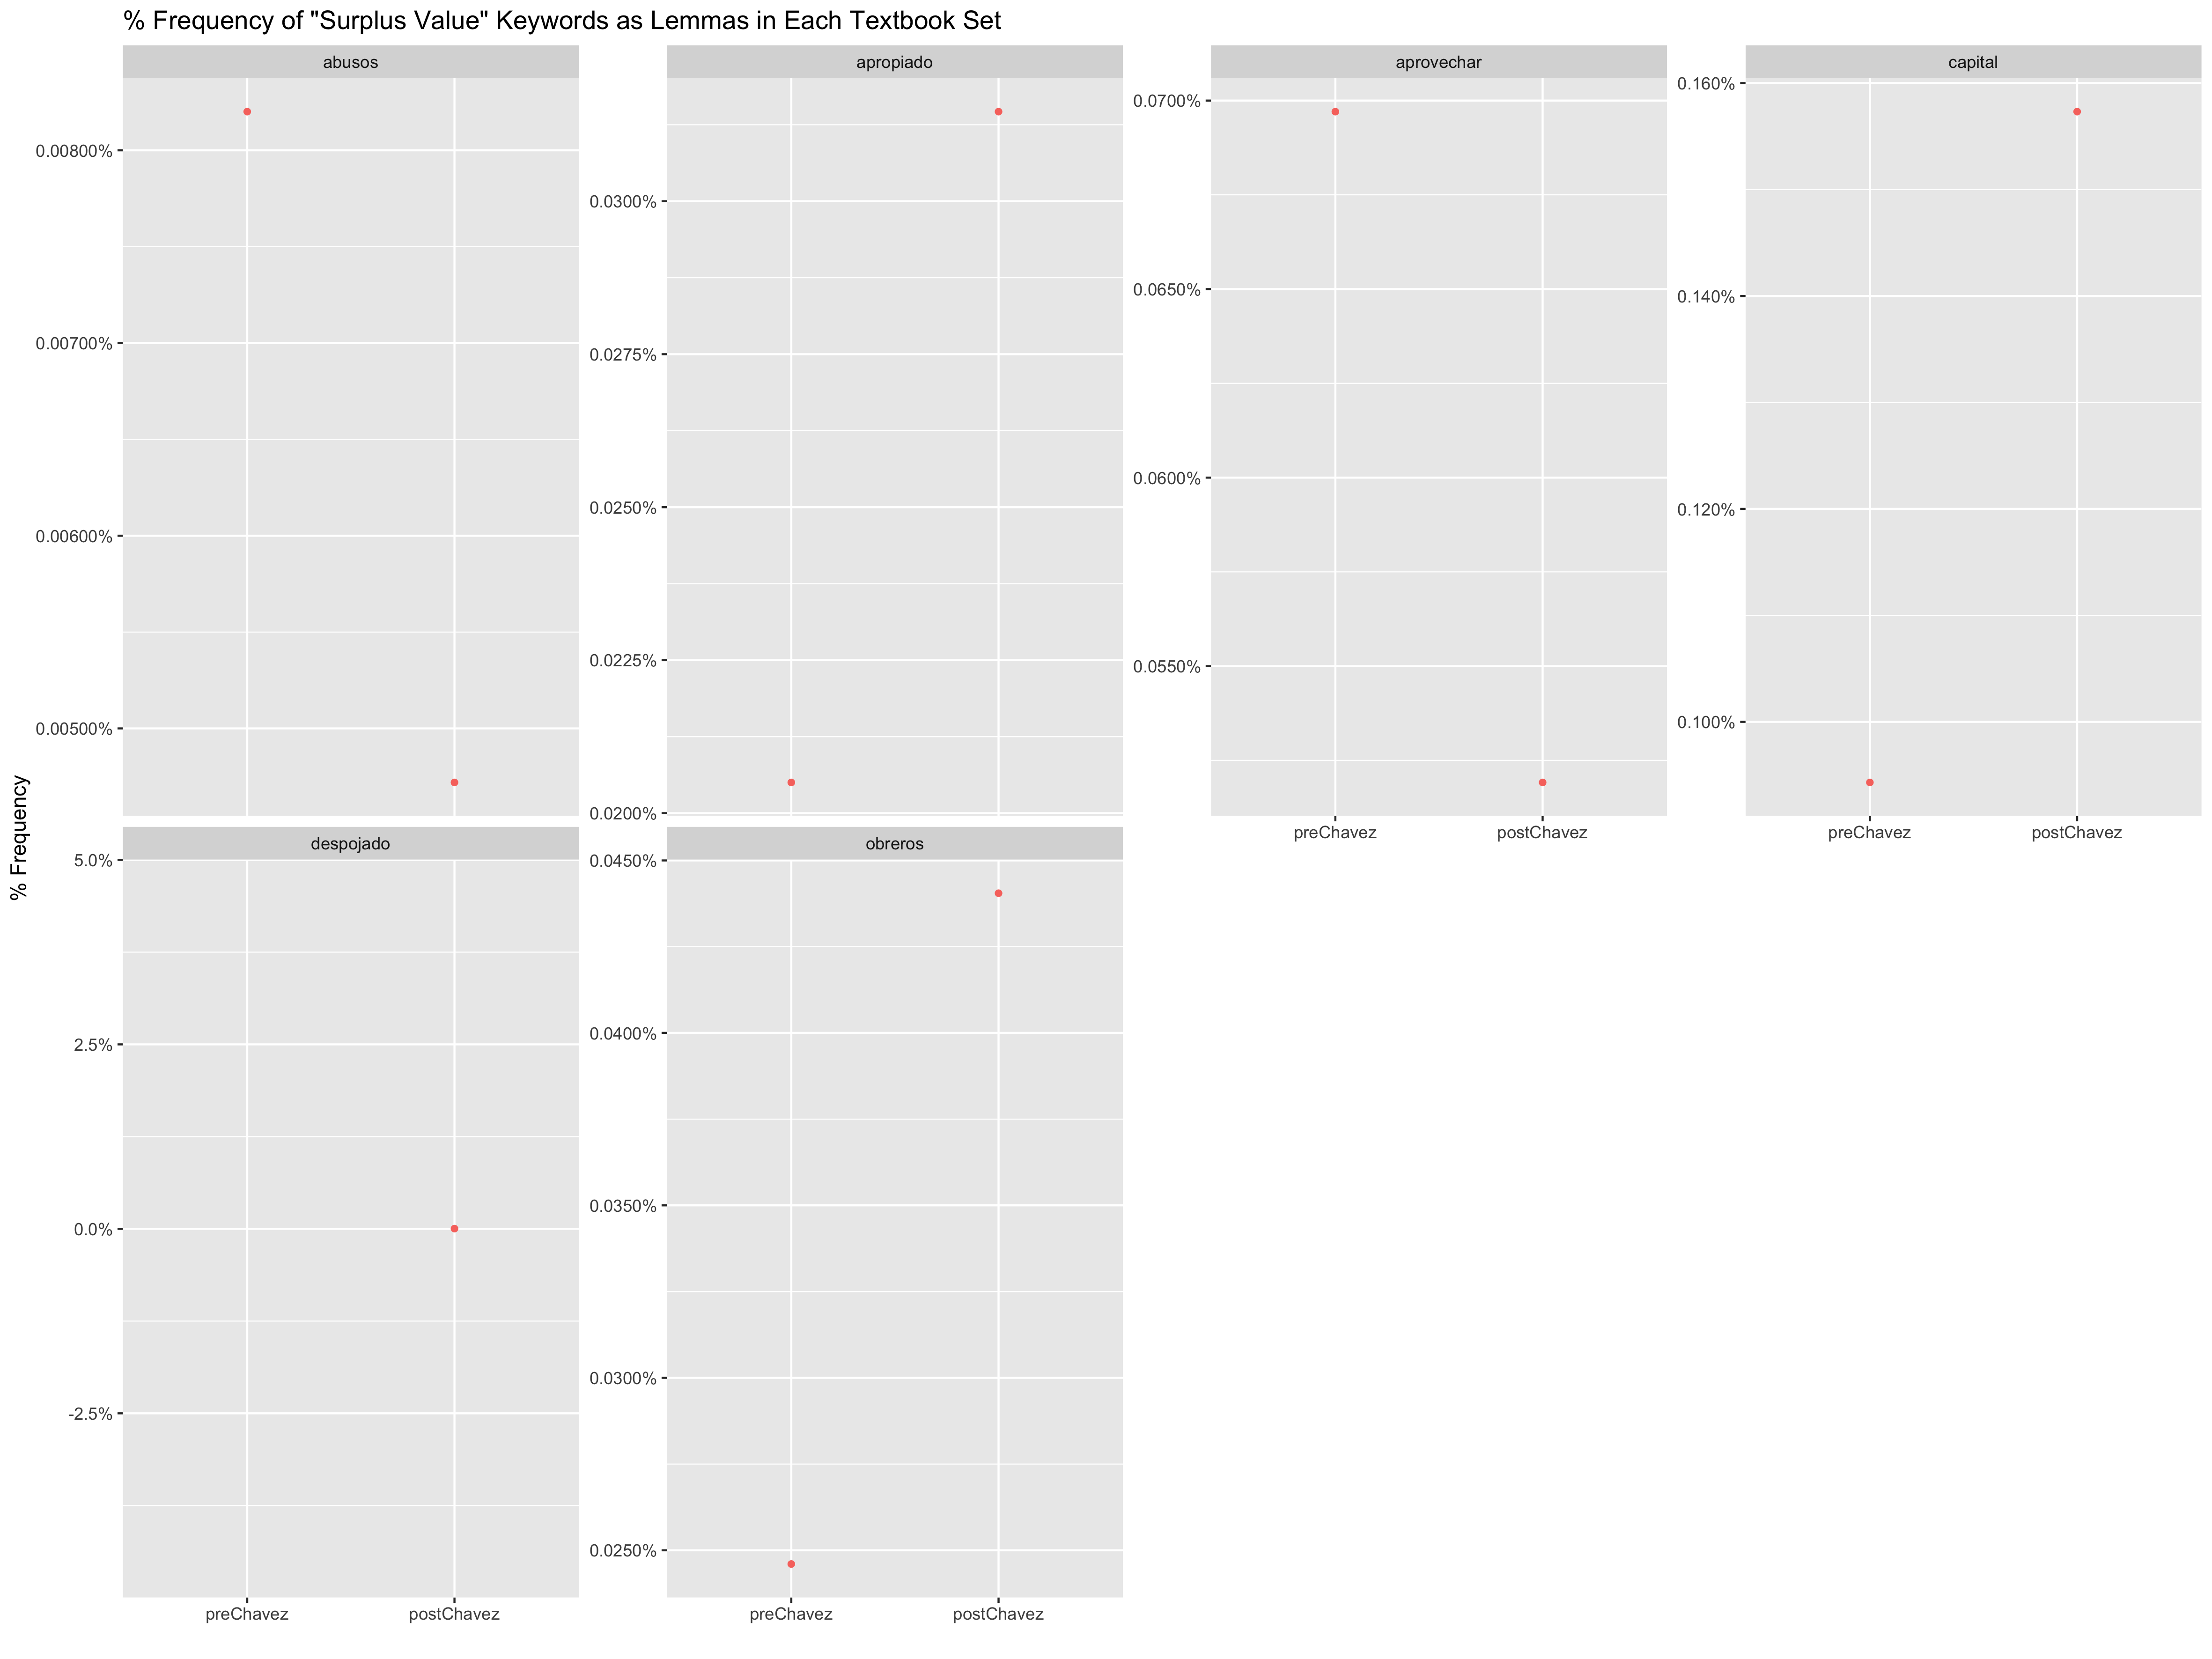 % Frequency of "Surplus Value" Keywords as Lemmas in Each Textbook Set
abusos
apropiado
aprovechar
capital
0.00800%
0.00700%
0.00600%
0.00500%
0.0300%
0.0275%
0.0250%
0.0225%
0.0200%
0.0700%
0.0650%
0.0600%
0.0550%
0.160%
0.140%
0.120%
0.100%
preChavez postChavez
preChavez postChavez
% Frequency
despojado
obreros
5.0%
2.5%
0.0%
-2.5%
0.0450%
0.0400%
0.0350%
0.0300%
0.0250%
preChavez postChavez
preChavez postChavez